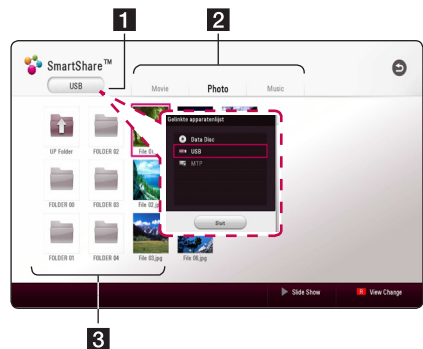 1
2
SmartShare™
USB
Movie
Photo
Music
Gelinkte apparatenlijst
Data Disc
USB
MTP
Sluit
UP Folder
FOLDER 02
File 01
FOLDER 00
FOLDER 03
File 02.jpg
FOLDER 01
FOLDER 04
File 03.jpg
File 06.jpg
Slide Show
R View Change
3